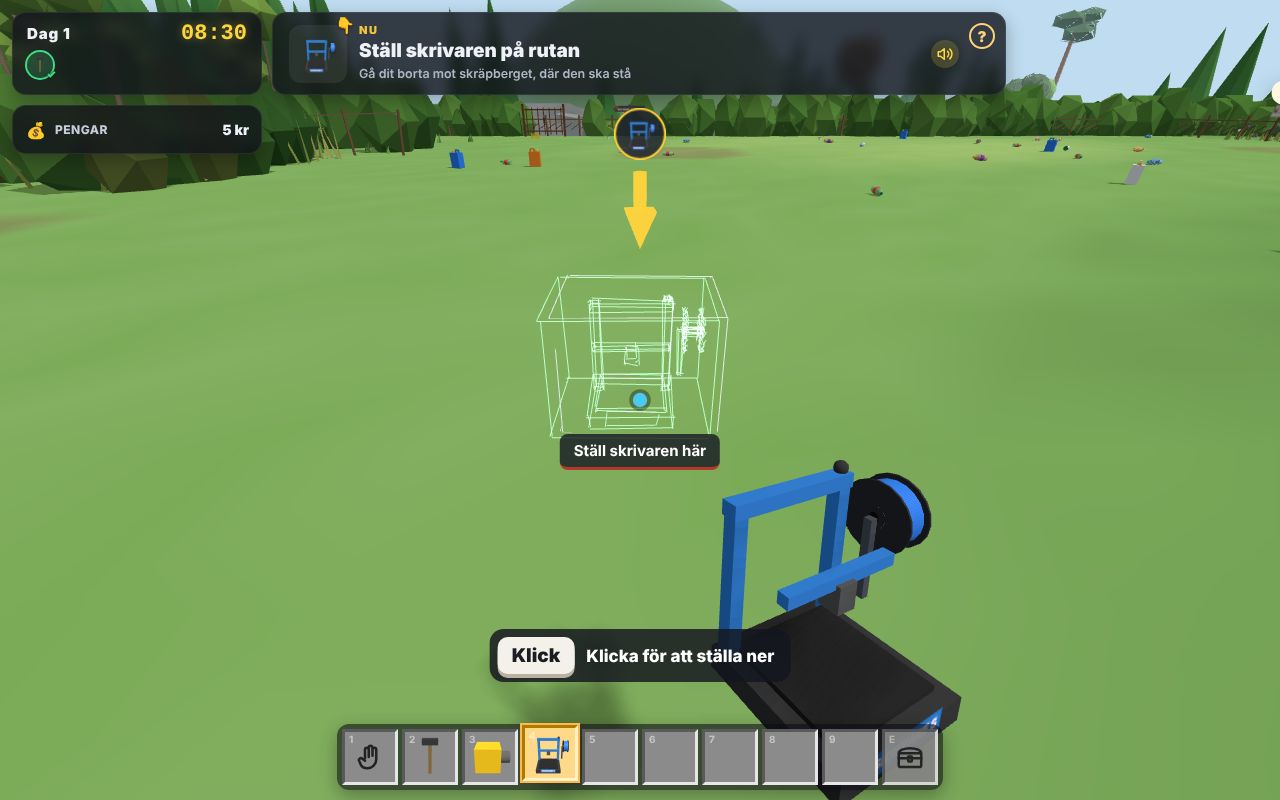 Dag 1
08:30
NU
Ställ skrivaren på rutan
Gå dit borta mot skräpberget, där den ska stå
?
PENGAR
5 kr
Ställ skrivaren här
Klick
Klicka för att ställa ner
1
2
3
4
5
6
7
8
9
E